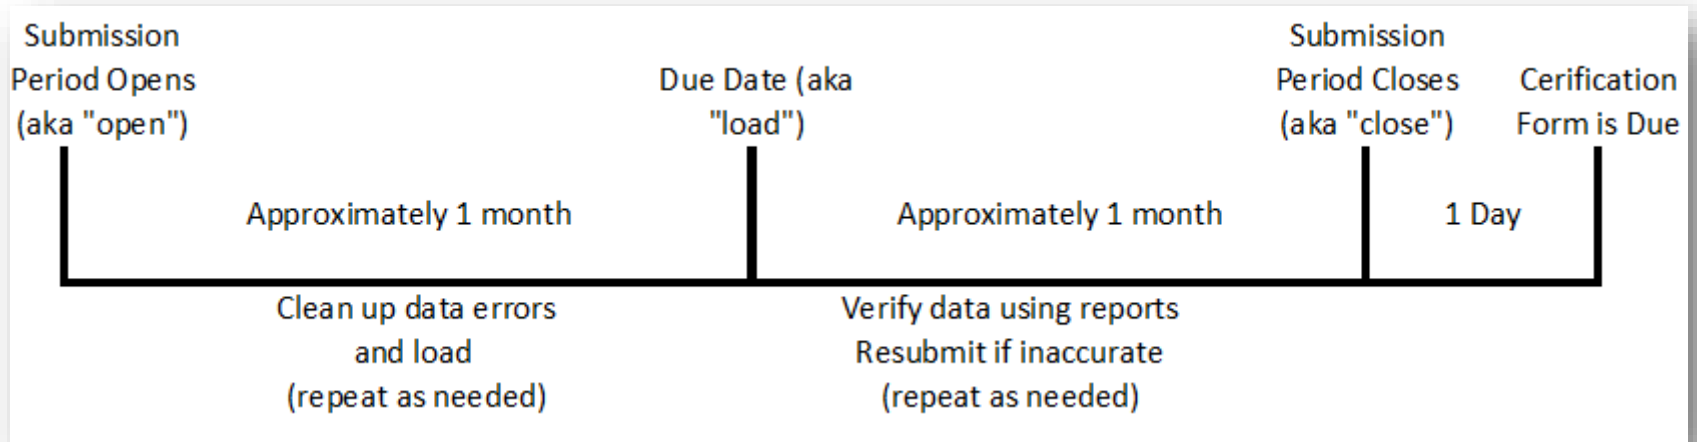 Submission
Period Opens
(aka "open")
Due Date (aka
"load")
Submission
Period Closes
(aka "close")
Cerification
Form is Due
Approximately 1 month
Approximately 1 month
1 Day
Clean up data errors
and load
(repeat as needed)
Verify data using reports
Resubmit if inaccurate
(repeat as needed)